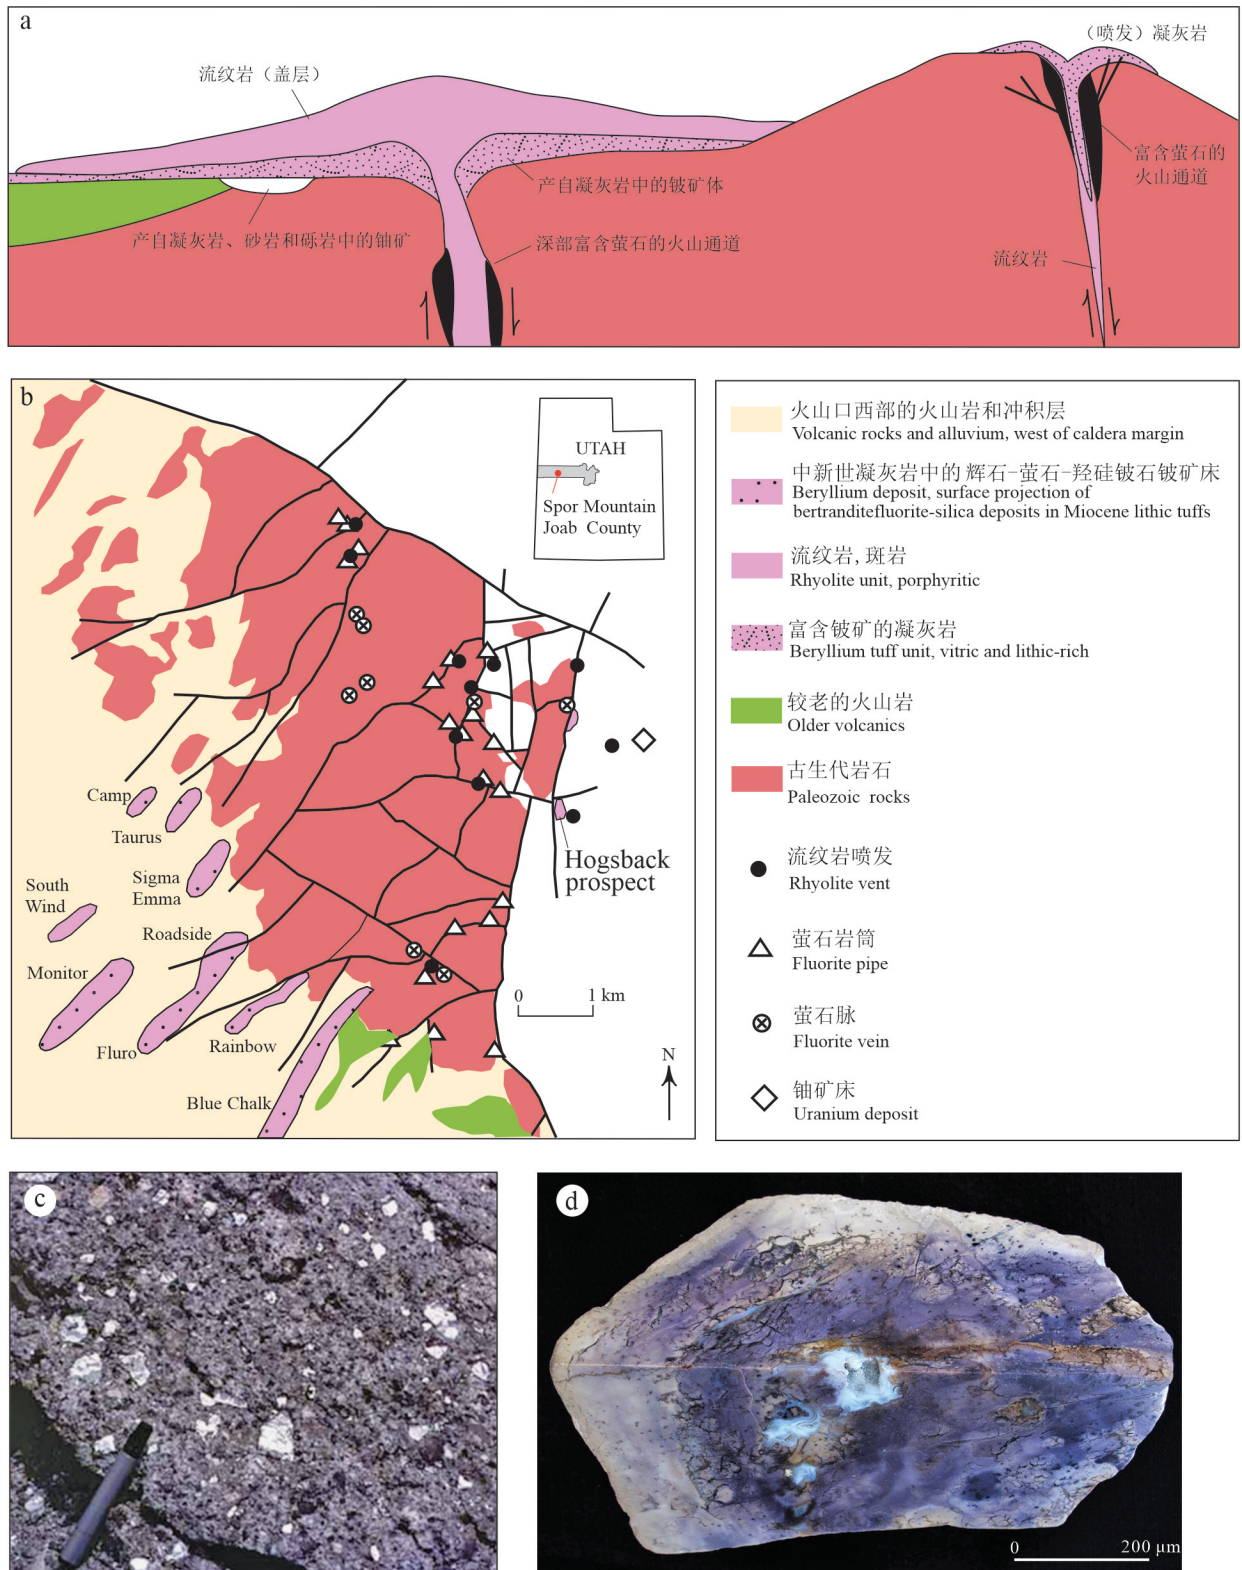 a
（喷发）凝灰岩
流纹岩（盖层）
富含萤石的
火山通道
产自凝灰岩中的铍矿体
产自凝灰岩、砂岩和砾岩中的铀矿
深部富含萤石的火山通道
流纹岩
b
UTAH
Spor Mountain
Joab County
Camp
Taurus
Sigma
Emma
South
Wind
Roadside
Monitor
Fluro
Rainbow
Blue Chalk
Hogsback
prospect
0 1 km
N
火山口西部的火山岩和冲积层
Volcanic rocks and alluvium, west of caldera margin
中新世凝灰岩中的 辉石-萤石-羟硅铍石铍矿床
Beryllium deposit, surface projection of
bertranditefluorite-silica deposits in Miocene lithic tuffs
流纹岩, 斑岩
Rhyolite unit, porphyritic
富含铍矿的凝灰岩
Beryllium tuff unit, vitric and lithic-rich
较老的火山岩
Older volcanics
古生代岩石
Paleozoic rocks
流纹岩喷发
Rhyolite vent
萤石岩筒
Fluorite pipe
萤石脉
Fluorite vein
铀矿床
Uranium deposit
c
d
0 200 μm